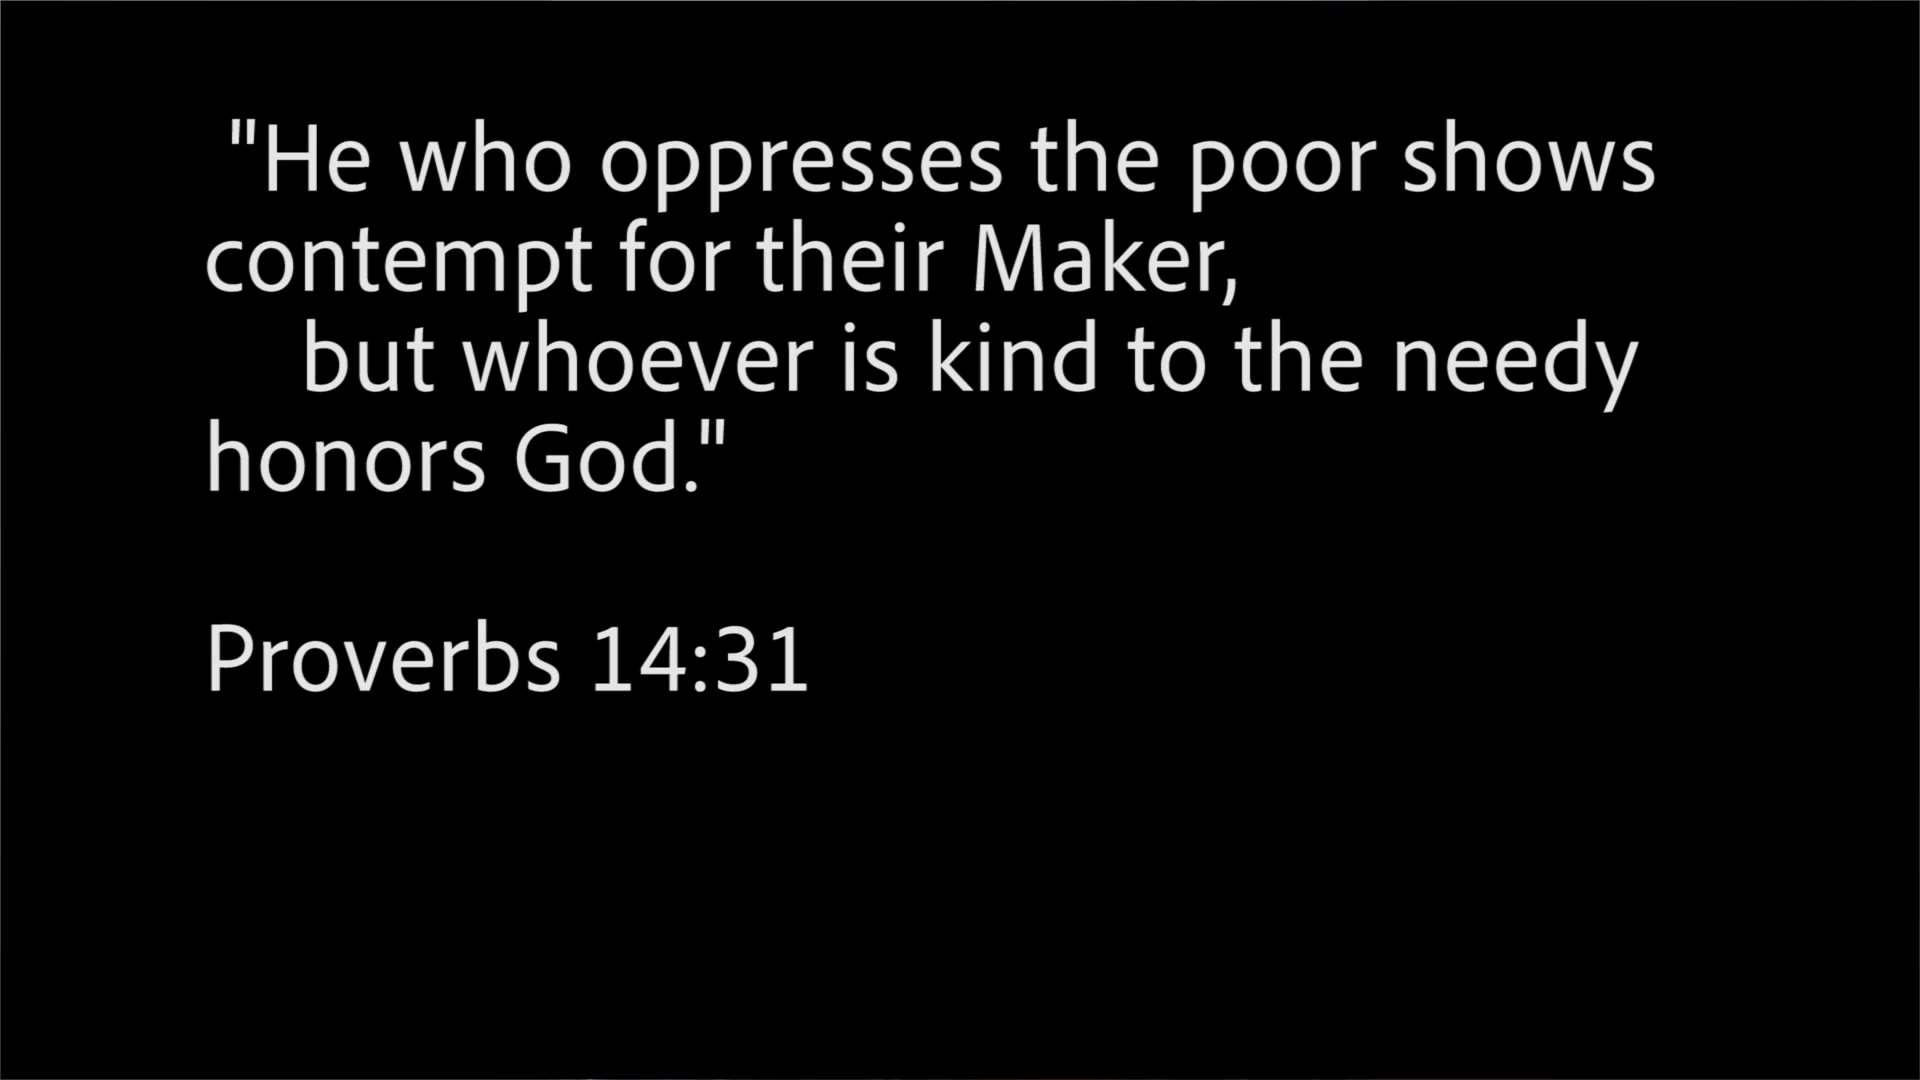 "He who oppresses the poor shows
contempt for their Maker,
but whoever is kind to the needy
honors God."
Proverbs 14:31